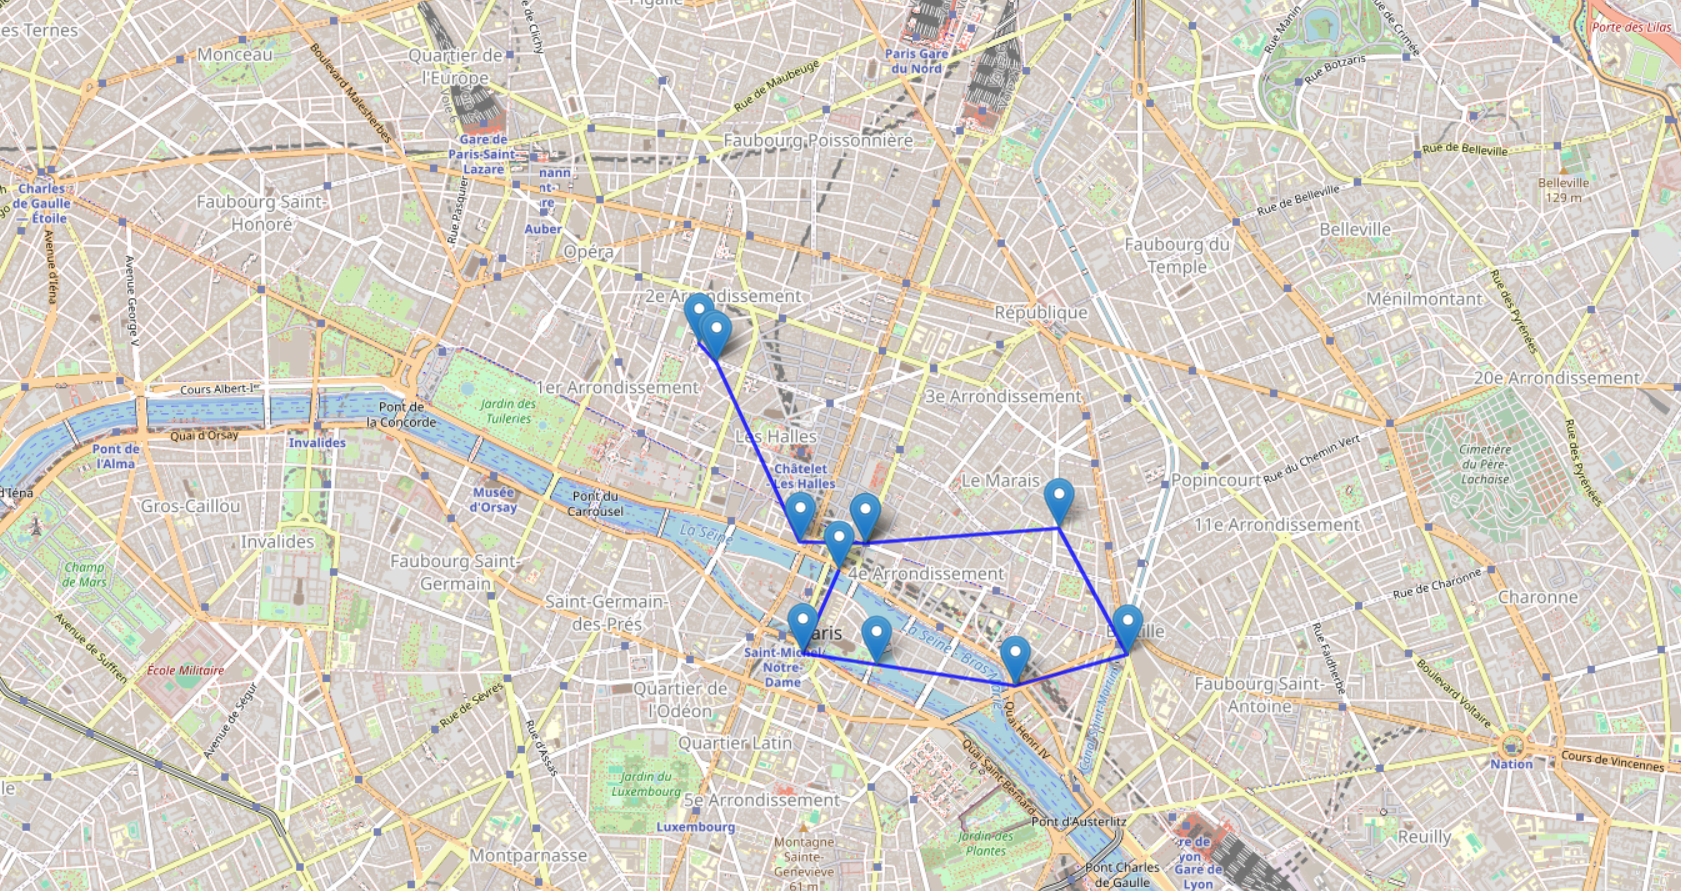 Pigalle
es Ternes
Monceau
Boulevard Malesherbes
Quartier de
l'Europe
e de Clichy
Paris Gare
du Nord
Rue de Maubeuge
Rue Manin
Rue de Crimée
Rue Botzaris
Porte des Lilas
Gare de
Paris-Saint-
Lazare
Faubourg Poissonnière
Rue de Belleville
Rue de Belleville
Belleville
129 m
Charles
de Gaulle
— Étoile
Faubourg Saint-
Honoré
Rue Pasquier
nann
nt-
re
Auber
Avenue d'Iéna
Avenue George V
Opéra
Faubourg du
Temple
Belleville
Rue des Pyrénées
2e Arrondissement
République
Ménilmontant
Cours Albert-Ier
1er Arrondissement
3e Arrondissement
20e Arrondissement
Pont de
la Concorde
Jardin des
Tuileries
Quai d'Orsay
Invalides
Pont de
l'Alma
Les Halles
Châtelet
Les Halles
Rue du Chemin Vert
Cimetière
du Père-
Lachaise
Rue des Pyrénées
d'Iéna
Gros-Caillou
Musée
d'Orsay
Pont du
Carrousel
La Seine
Le Marais
Popincourt
11e Arrondissement
Invalides
Champ
de Mars
Faubourg Saint-
Germain
4e Arrondissement
Rue de Charonne
Charonne
Saint-Germain-
des-Prés
aris
La Seine - Bras
Avenue de Suffren
École Militaire
Saint-Michel
Notre-
Dame
Rue Faidherbe
Boulevard Voltaire
Avenue de Ségur
Rue de Sèvres
Quartier de
l'Odéon
Quai Henri IV
Canal Saint-Martin
Faubourg Saint-
Antoine
Rue d'Assas
Quartier Latin
Quai Saint-Bernard
Nation
Cours de Vincennes
Jardin du
Luxembourg
5e Arrondissement
Luxembourg
Pont d'Austerlitz
Jardin des
Plantes
Reuilly
Montparnasse
Montagne
Sainte-
Geneviève
61 m
re de
yon
Gare de
Lyon
Pont Charles
de Gaulle